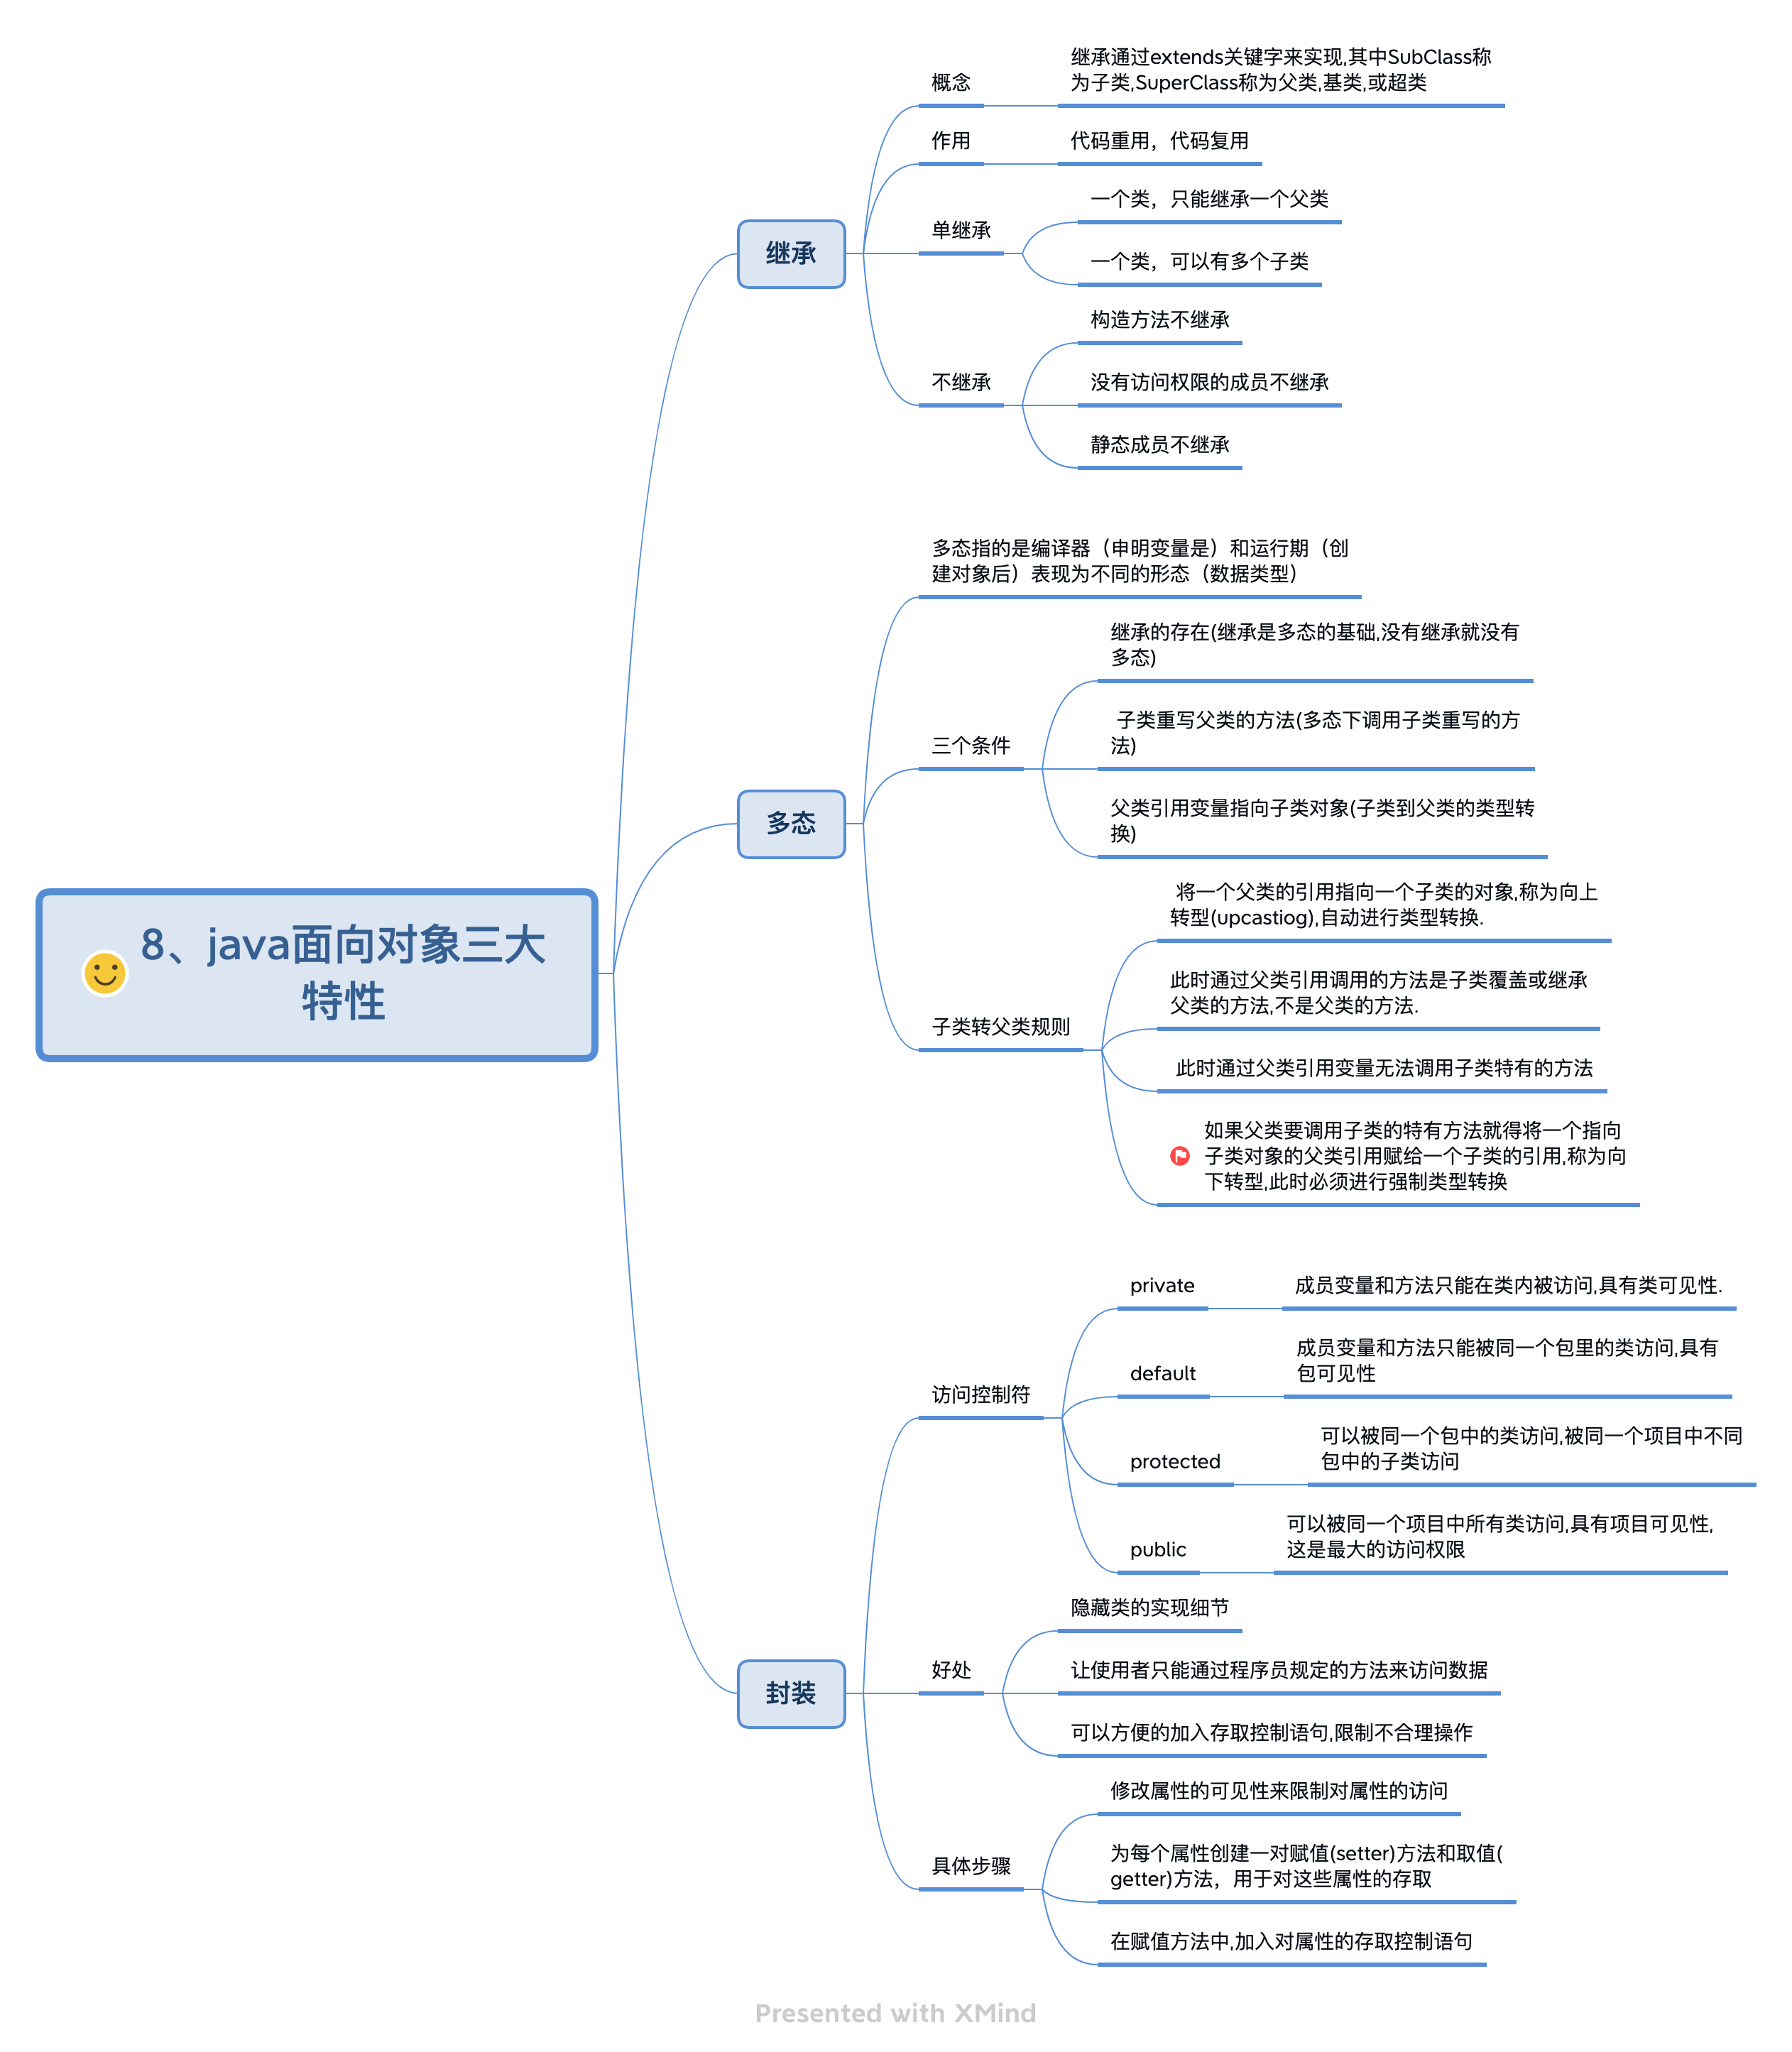 继承通过extends关键字来实现,其中SubClass称
为子类,SuperClass称为父类,基类,或超类
概念
作用
代码重用，代码复用
一个类，只能继承一个父类
单继承
一个类，可以有多个子类
继承
构造方法不继承
不继承
没有访问权限的成员不继承
静态成员不继承
多态指的是编译器（申明变量是）和运行期（创
建对象后）表现为不同的形态（数据类型）
继承的存在(继承是多态的基础,没有继承就没有
多态)
三个条件
子类重写父类的方法(多态下调用子类重写的方
法)
父类引用变量指向子类对象(子类到父类的类型转
换)
多态
将一个父类的引用指向一个子类的对象,称为向上
转型(upcastiog),自动进行类型转换.
此时通过父类引用调用的方法是子类覆盖或继承
父类的方法,不是父类的方法.
子类转父类规则
此时通过父类引用变量无法调用子类特有的方法
如果父类要调用子类的特有方法就得将一个指向
子类对象的父类引用赋给一个子类的引用,称为向
下转型,此时必须进行强制类型转换
8、java面向对象三大
特性
private
成员变量和方法只能在类内被访问,具有类可见性.
default
成员变量和方法只能被同一个包里的类访问,具有
包可见性
访问控制符
protected
可以被同一个包中的类访问,被同一个项目中不同
包中的子类访问
public
可以被同一个项目中所有类访问,具有项目可见性,
这是最大的访问权限
隐藏类的实现细节
好处
让使用者只能通过程序员规定的方法来访问数据
封装
可以方便的加入存取控制语句,限制不合理操作
修改属性的可见性来限制对属性的访问
具体步骤
为每个属性创建一对赋值(setter)方法和取值(
getter)方法，用于对这些属性的存取
在赋值方法中,加入对属性的存取控制语句
Presented with XMind